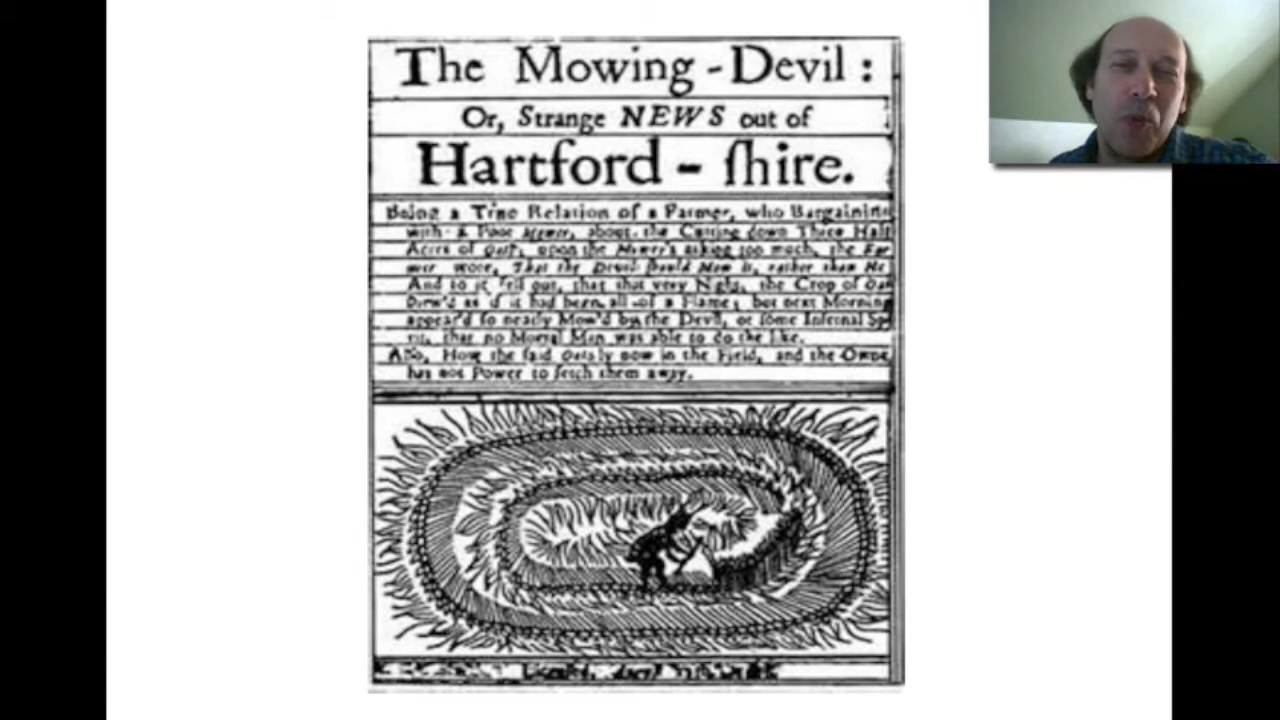 The Mowing-Devil:
Or, Strange NEWS out of
Hartford-ſhire.
Being a True Relation of a Farmer, who Bargaining
with a Poor Mower, about the Cutting down Three Half
Acres of Oats, upon the Mower's asking too much, the Far
mer swore, That the Devil ſhould Mow it, rather than He
And ſo it fell out, that that very Night, the Crop of Oat
ſhew'd as if it had been all of a Flame; but next Morning
appear'd ſo neatly Mow'd by the Devil, or ſome Infernal Spi
rit, that no Mortal Man was able to do the like.
Alſo, How the ſaid Oats ly now in the Field, and the Owner
has not Power to fetch them away.